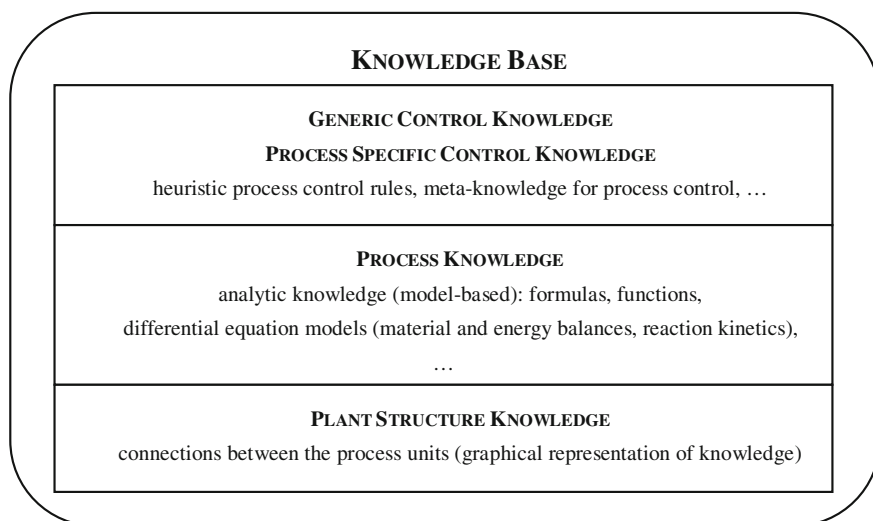 KNOWLEDGE BASE
GENERIC CONTROL KNOWLEDGE
PROCESS SPECIFIC CONTROL KNOWLEDGE
heuristic process control rules, meta-knowledge for process control, …
PROCESS KNOWLEDGE
analytic knowledge (model-based): formulas, functions,
differential equation models (material and energy balances, reaction kinetics),
…
PLANT STRUCTURE KNOWLEDGE
connections between the process units (graphical representation of knowledge)